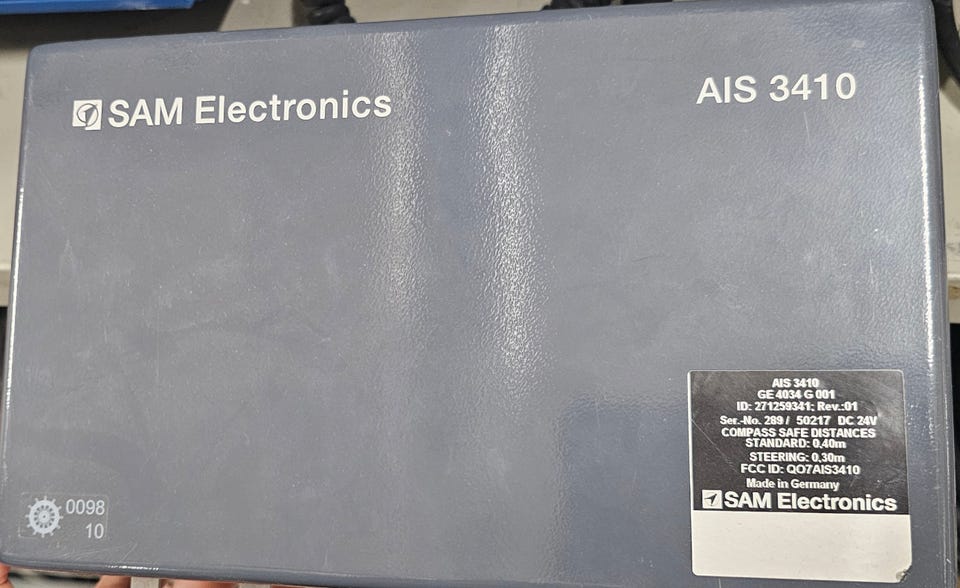 SAM Electronics
AIS 3410
AIS 3410
GE 4034 G 001
ID: 271259341; Rev.:01
Ser.-No. 289 / 50217 DC 24V
COMPASS SAFE DISTANCES
STANDARD: 0,40m
STEERING: 0,30m
FCC ID: QO7AIS3410
Made in Germany
SAM Electronics
0098
10